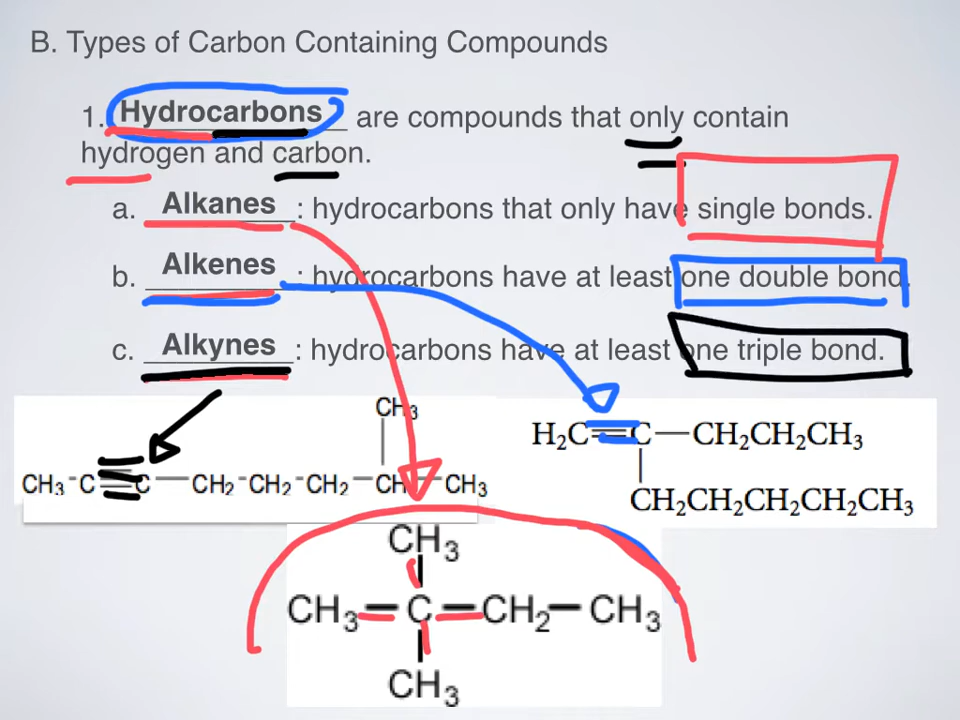 B. Types of Carbon Containing Compounds
1. Hydrocarbons are compounds that only contain
hydrogen and carbon.
a. Alkanes: hydrocarbons that only have single bonds.
b. Alkenes: hydrocarbons have at least one double bond.
c. Alkynes: hydrocarbons have at least one triple bond.
CH₃
CH₃-C≡C—CH₂-CH₂-CH₂—CH—CH₃
H₂C=C—CH₂CH₂CH₃
CH₂CH₂CH₂CH₂CH₃
CH₃
CH₃—C—CH₂—CH₃
CH₃